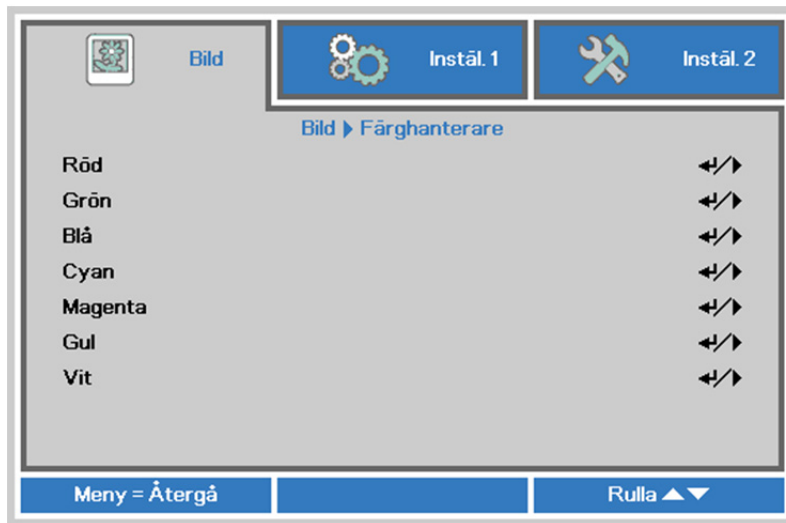 Bild
Instäl. 1
Instäl. 2
Bild ▶ Färghanterare
Röd
Grön
Blå
Cyan
Magenta
Gul
Vit
Meny = Återgå
Rulla ▲▼